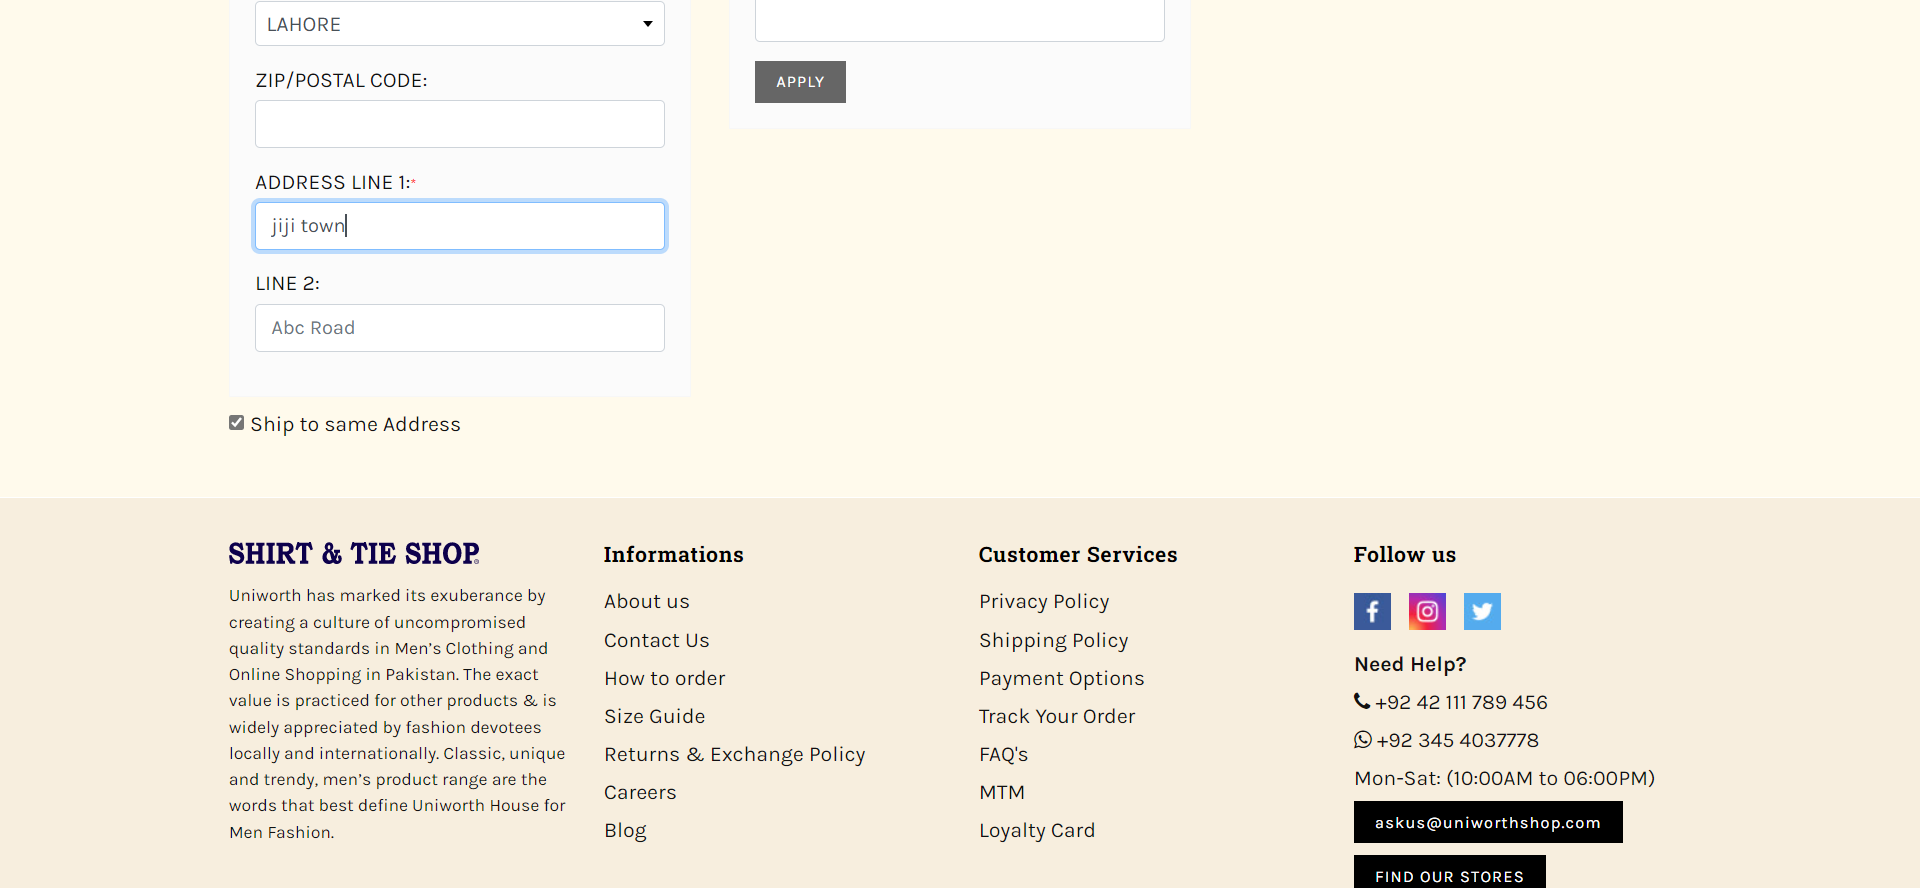 LAHORE
ZIP/POSTAL CODE:
ADDRESS LINE 1:*
jiji town
LINE 2:
Abc Road
Ship to same Address
APPLY
SHIRT & TIE SHOP®
Uniworth has marked its exuberance by
creating a culture of uncompromised
quality standards in Men’s Clothing and
Online Shopping in Pakistan. The exact
value is practiced for other products & is
widely appreciated by fashion devotees
locally and internationally. Classic, unique
and trendy, men’s product range are the
words that best define Uniworth House for
Men Fashion.
Informations
About us
Contact Us
How to order
Size Guide
Returns & Exchange Policy
Careers
Blog
Customer Services
Privacy Policy
Shipping Policy
Payment Options
Track Your Order
FAQ's
MTM
Loyalty Card
Follow us
Need Help?
+92 42 111 789 456
+92 345 4037778
Mon-Sat: (10:00AM to 06:00PM)
askus@uniworthshop.com
FIND OUR STORES